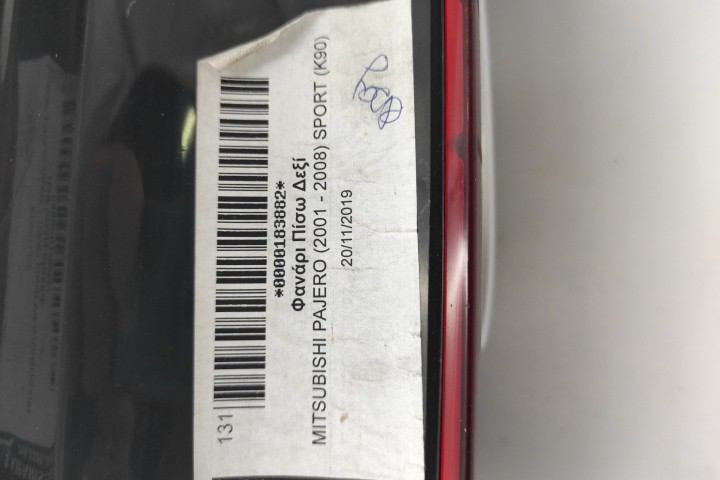 131
*0000183882*
Φανάρι Πίσω Δεξί
MITSUBISHI PAJERO (2001 - 2008) SPORT (K90)
20/11/2019